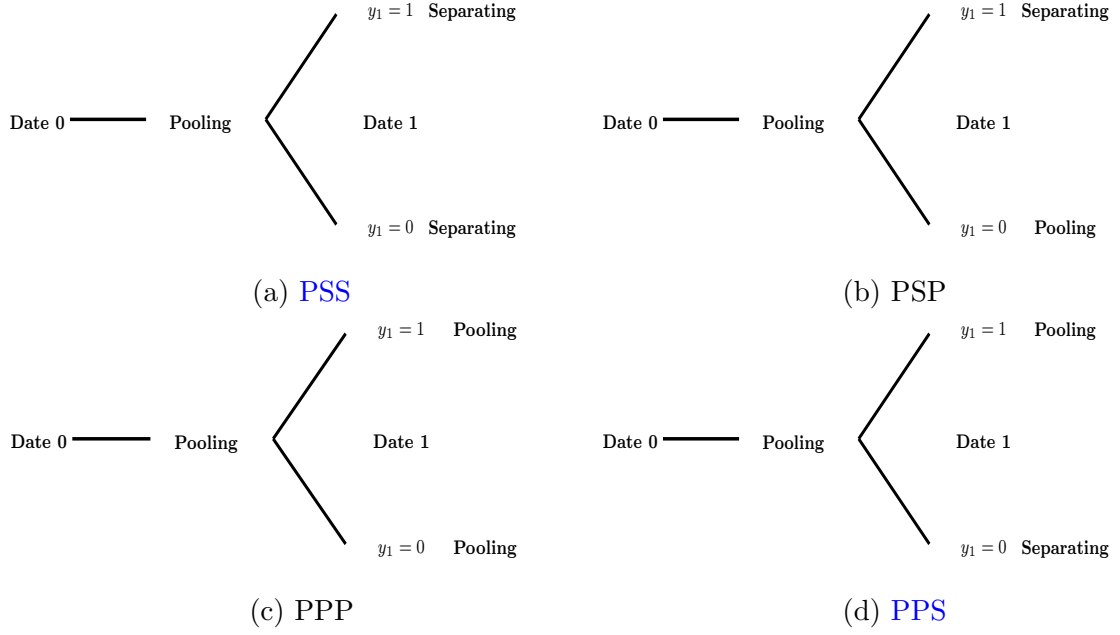 y₁ = 1 Separating
Date 0 Pooling Date 1
y₁ = 0 Separating
(a) PSS
y₁ = 1 Separating
Date 0 Pooling Date 1
y₁ = 0 Pooling
(b) PSP
y₁ = 1 Pooling
Date 0 Pooling Date 1
y₁ = 0 Pooling
(c) PPP
y₁ = 1 Pooling
Date 0 Pooling Date 1
y₁ = 0 Separating
(d) PPS